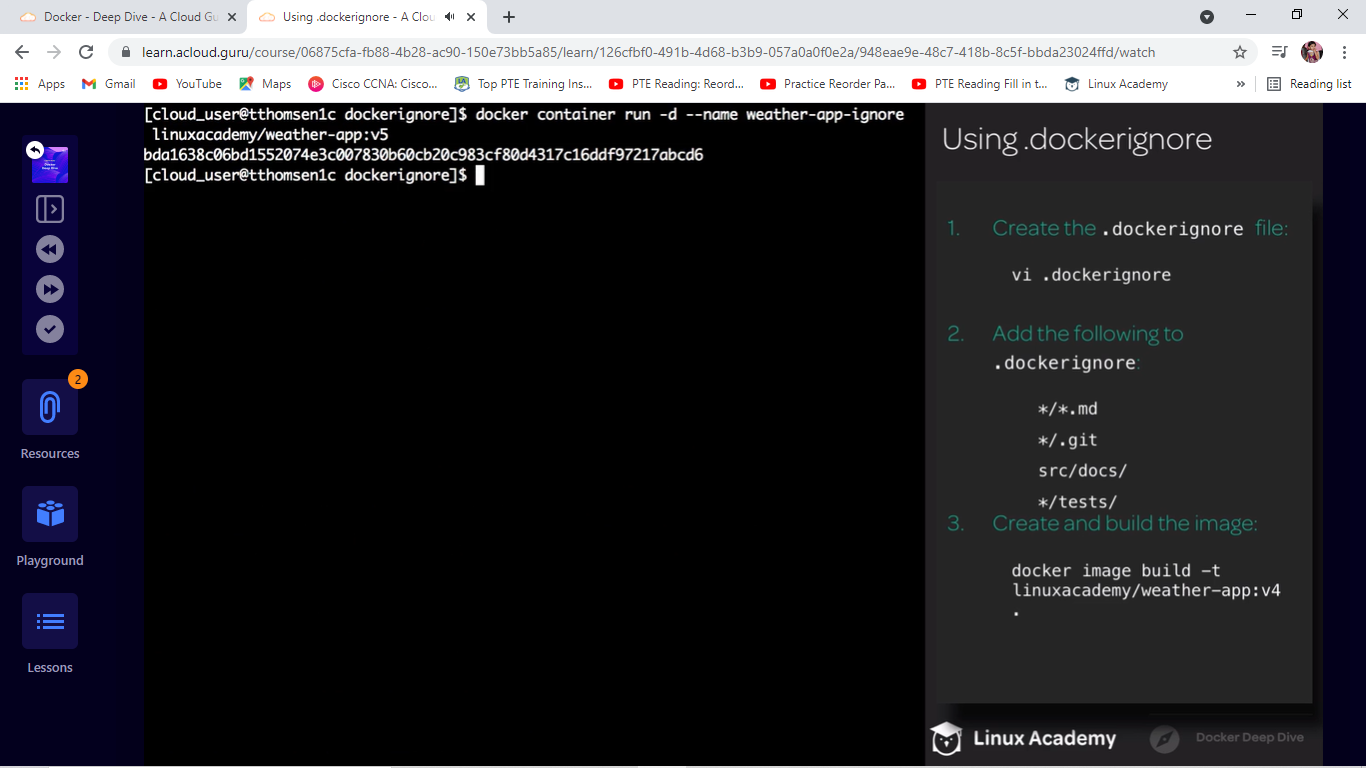 Docker - Deep Dive - A Cloud Gu
Using .dockerignore - A Clou
learn.acloud.guru/course/06875cfa-fb88-4b28-ac90-150e73bb5a85/learn/126cfbf0-491b-4d68-b3b9-057a0a0f0e2a/948eae9e-48c7-418b-8c5f-bbda23024ffd/watch
Apps Gmail YouTube Maps Cisco CCNA: Cisco... Top PTE Training Ins... PTE Reading: Reord... Practice Reorder Pa... PTE Reading Fill in t... Linux Academy » Reading list
[cloud_user@tthomsen1c dockerignore]$ docker container run -d --name weather-app-ignore
linuxacademy/weather-app:v5
bda1638c06bd1552074e3c007830b60cb20c983cf80d4317c16ddf97217abcd6
[cloud_user@tthomsen1c dockerignore]$
2
Resources
Playground
Lessons
Using .dockerignore
1. Create the .dockerignore file:
vi .dockerignore
2. Add the following to
.dockerignore:
*/*.md
*/.git
src/docs/
*/tests/
3. Create and build the image:
docker image build -t
linuxacademy/weather-app:v4
.
Linux Academy
Docker Deep Dive